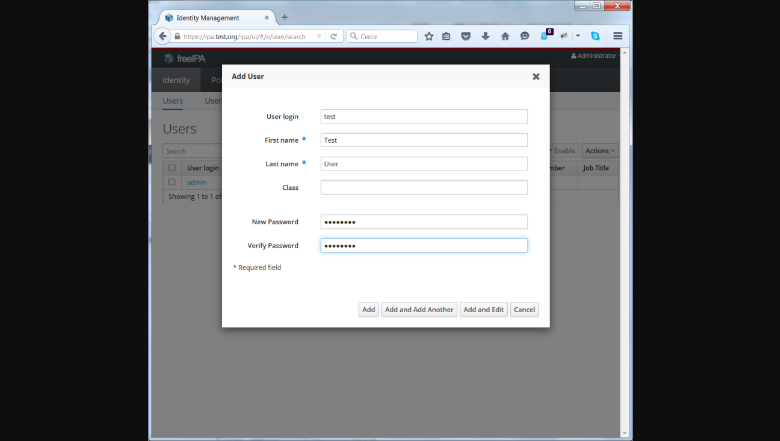 Identity Management
https://ipa.test.org/ipa/ui/#/e/user/search
Cerca
0
freeIPA
Administrator
Identity
Users
User
Users
Search
Enable
Actions
User login
Job Title
admin
Showing 1 to 1 of
Add User
User login
test
First name *
Test
Last name *
User
Class
New Password
••••••••
Verify Password
••••••••
* Required field
Add
Add and Add Another
Add and Edit
Cancel